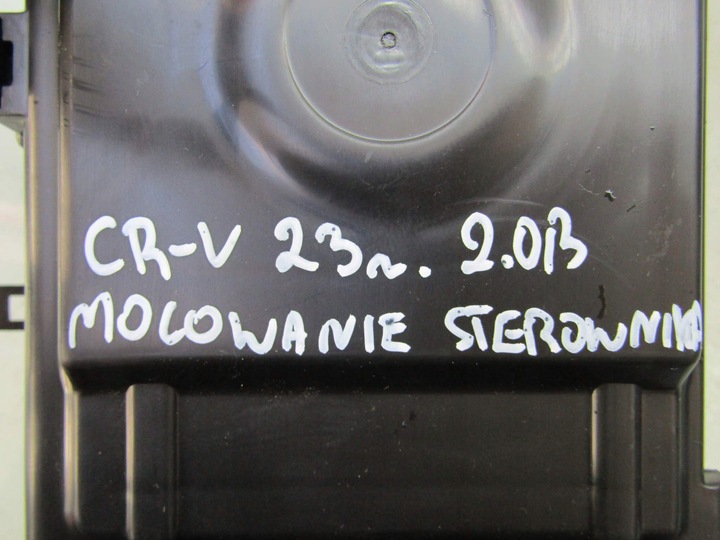 CR-V 23r. 2.0B
MOCOWANIE STEROWNIKA